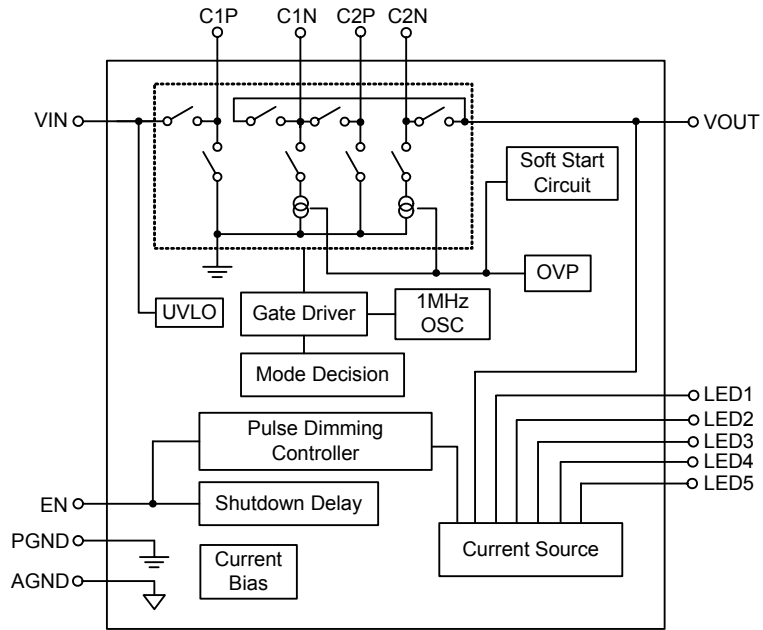 C1P C1N C2P C2N
VIN
VOUT
Soft Start
Circuit
OVP
UVLO
Gate Driver
1MHz
OSC
Mode Decision
LED1
LED2
LED3
LED4
LED5
Pulse Dimming
Controller
EN
Shutdown Delay
PGND
Current Source
Current
Bias
AGND